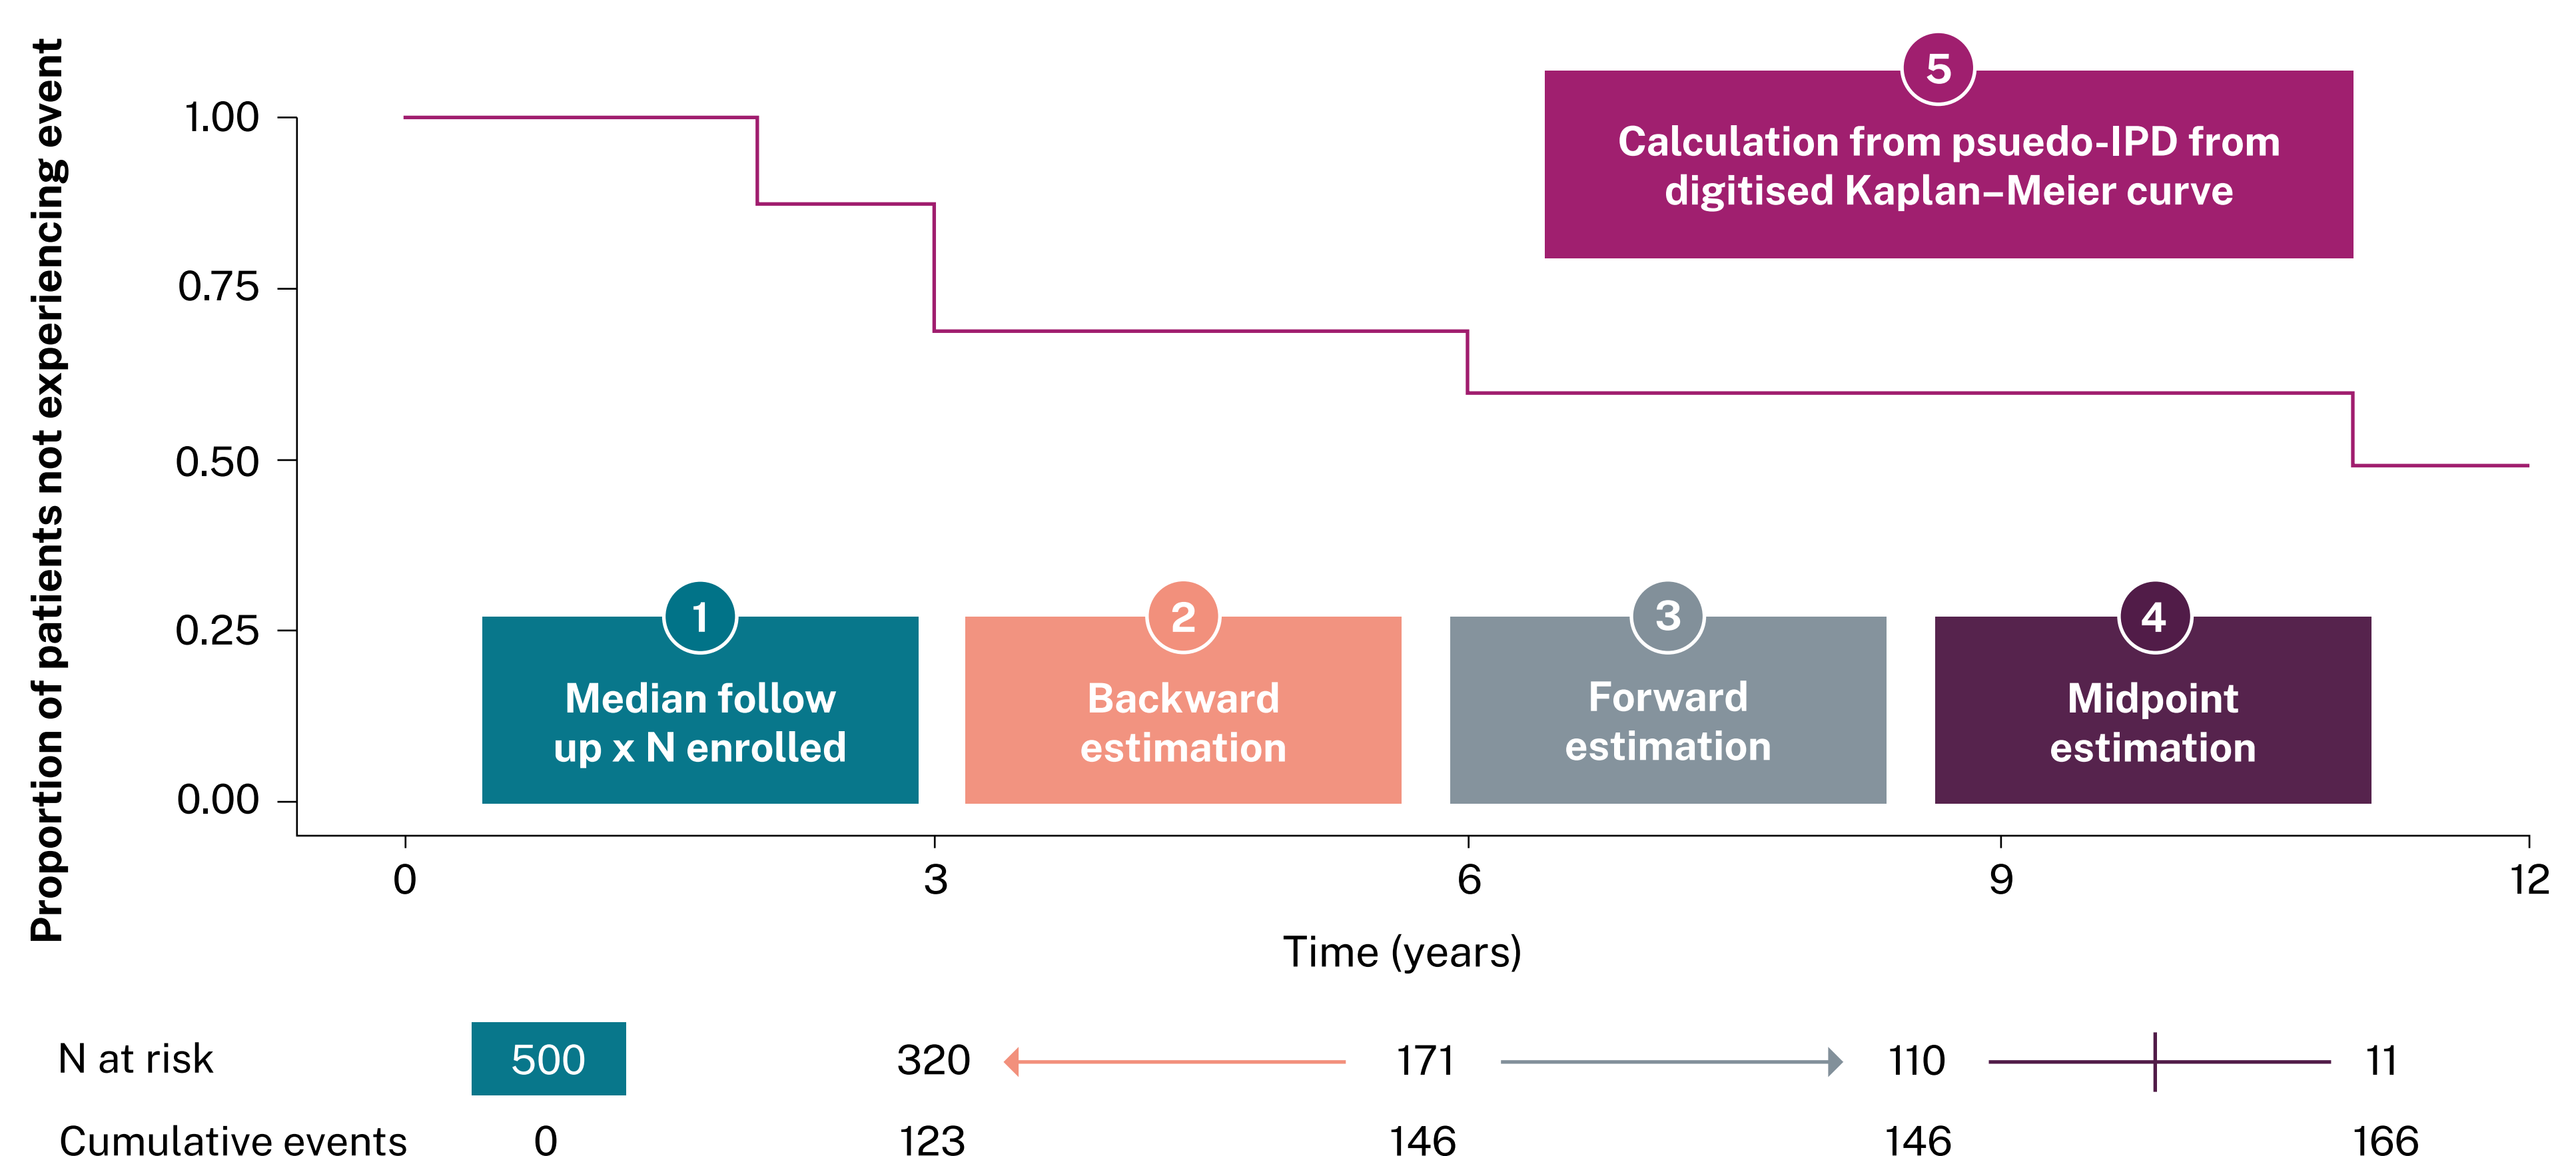 Proportion of patients not experiencing event
1.00
0.75
0.50
0.25
0.00
5
Calculation from psuedo-IPD from
digitised Kaplan–Meier curve
1
Median follow
up x N enrolled
2
Backward
estimation
3
Forward
estimation
4
Midpoint
estimation
0 3 6 9 12
Time (years)
N at risk 500 320 171 110 11
Cumulative events 0 123 146 146 166